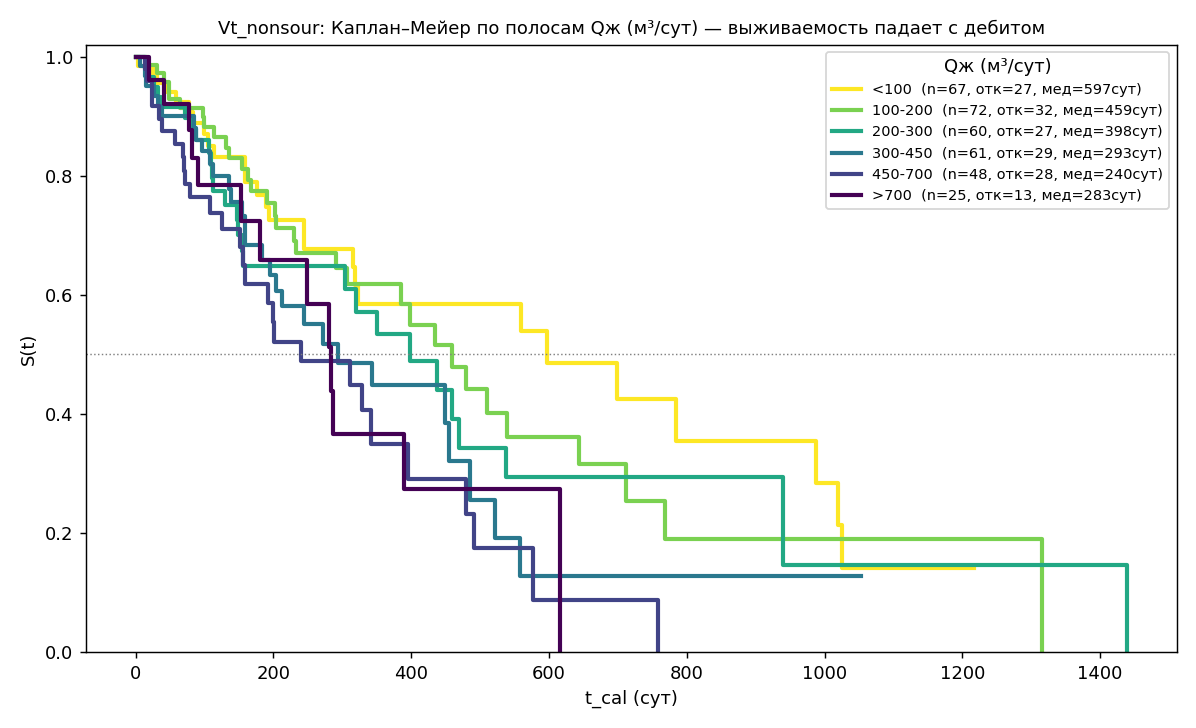 Vt_nonsour: Каплан–Мейер по полосам Qж (м³/сут) — выживаемость падает с дебитом
Qж (м³/сут)
<100 (n=67, отк=27, мед=597сут)
100-200 (n=72, отк=32, мед=459сут)
200-300 (n=60, отк=27, мед=398сут)
300-450 (n=61, отк=29, мед=293сут)
450-700 (n=48, отк=28, мед=240сут)
>700 (n=25, отк=13, мед=283сут)
S(t)
1.0
0.8
0.6
0.4
0.2
0.0
0 200 400 600 800 1000 1200 1400
t_cal (сут)